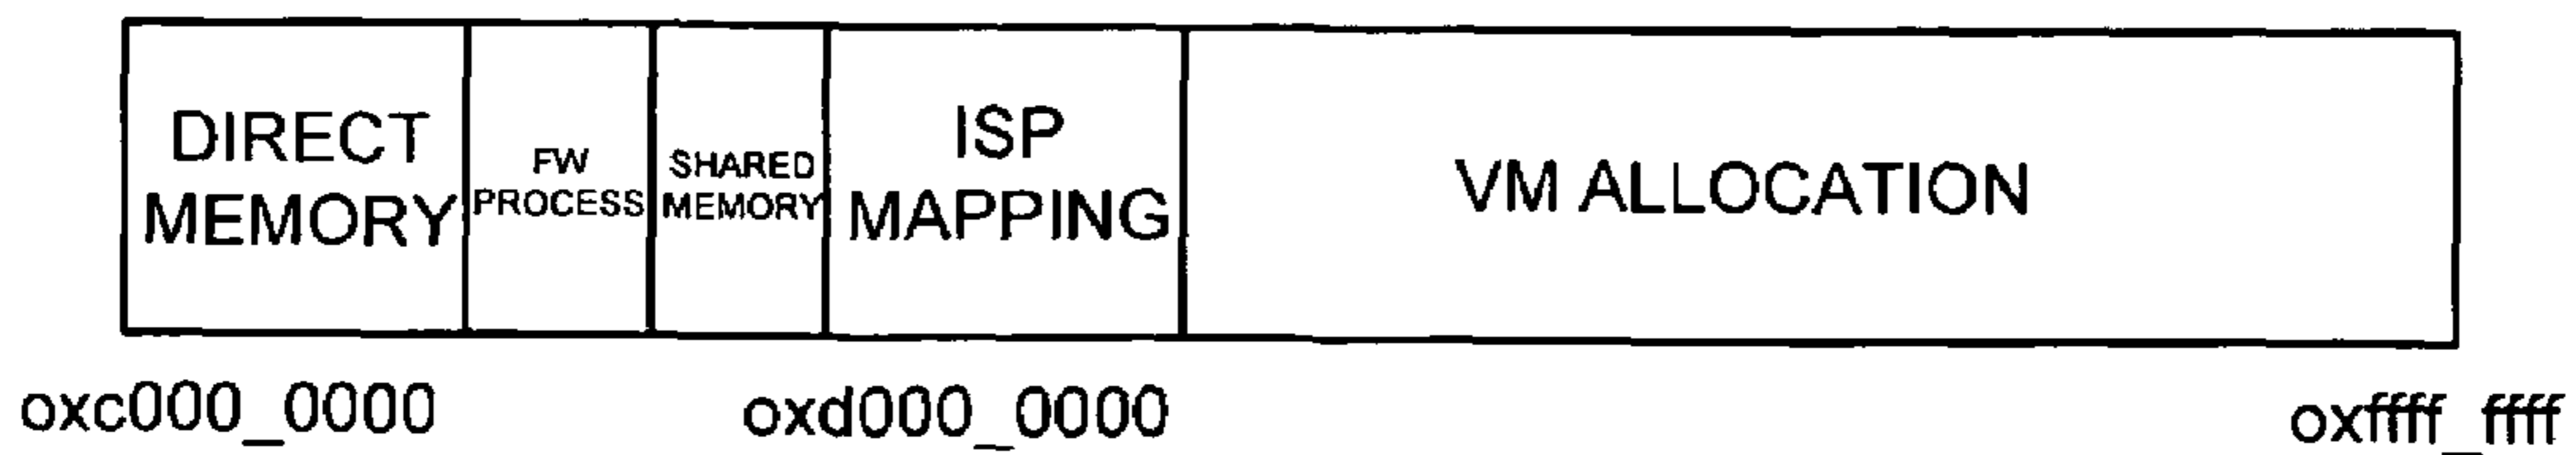 DIRECT
MEMORY
FW
PROCESS
SHARED
MEMORY
ISP
MAPPING
VM ALLOCATION
oxc000_0000
oxd000_0000
oxffff_ffff